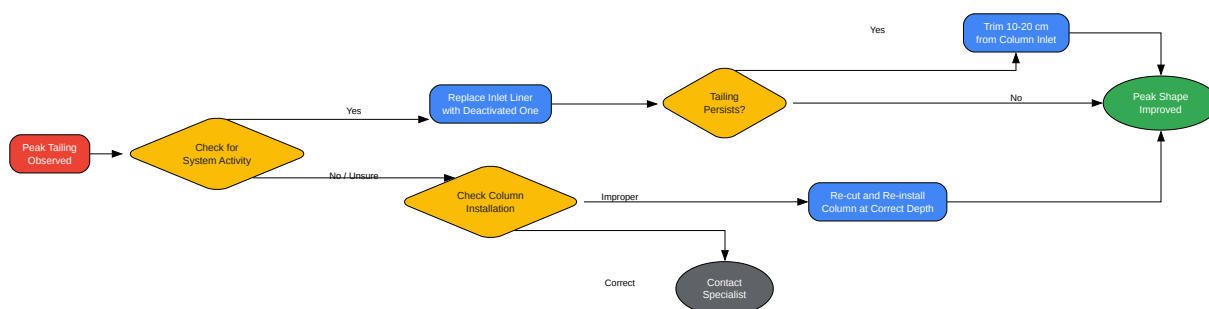 Yes
Trim 10-20 cm
from Column Inlet
Replace Inlet Liner
with Deactivated One
Tailing
Persists?
No
Peak Shape
Improved
Yes
Peak Tailing
Observed
Check for
System Activity
No / Unsure
Check Column
Installation
Improper
Re-cut and Re-install
Column at Correct Depth
Correct
Contact
Specialist